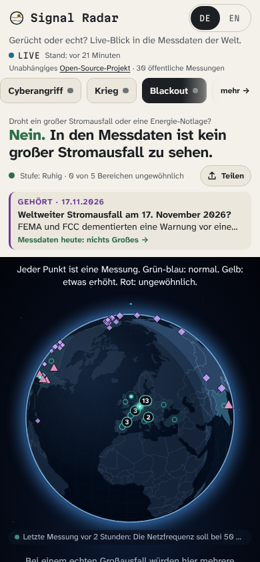 Signal Radar
DE
EN
Gerücht oder echt? Live-Blick in die Messdaten der Welt.
LIVE Stand: vor 21 Minuten
Unabhängiges Open-Source-Projekt · 30 öffentliche Messungen
Cyberangriff
Krieg
Blackout
mehr →
Droht ein großer Stromausfall oder eine Energie-Notlage?
Nein. In den Messdaten ist kein
großer Stromausfall zu sehen.
Stufe: Ruhig · 0 von 5 Bereichen ungewöhnlich
Teilen
GEHÖRT · 17.11.2026
Weltweiter Stromausfall am 17. November 2026?
FEMA und FCC dementierten eine Warnung vor eine…
Messdaten heute: nichts Großes →
Jeder Punkt ist eine Messung. Grün-blau: normal. Gelb:
etwas erhöht. Rot: ungewöhnlich.
13
3
2
3
Letzte Messung vor 2 Stunden: Die Netzfrequenz soll bei 50 …
Bei einem echten Großausfall würden hier mehrere